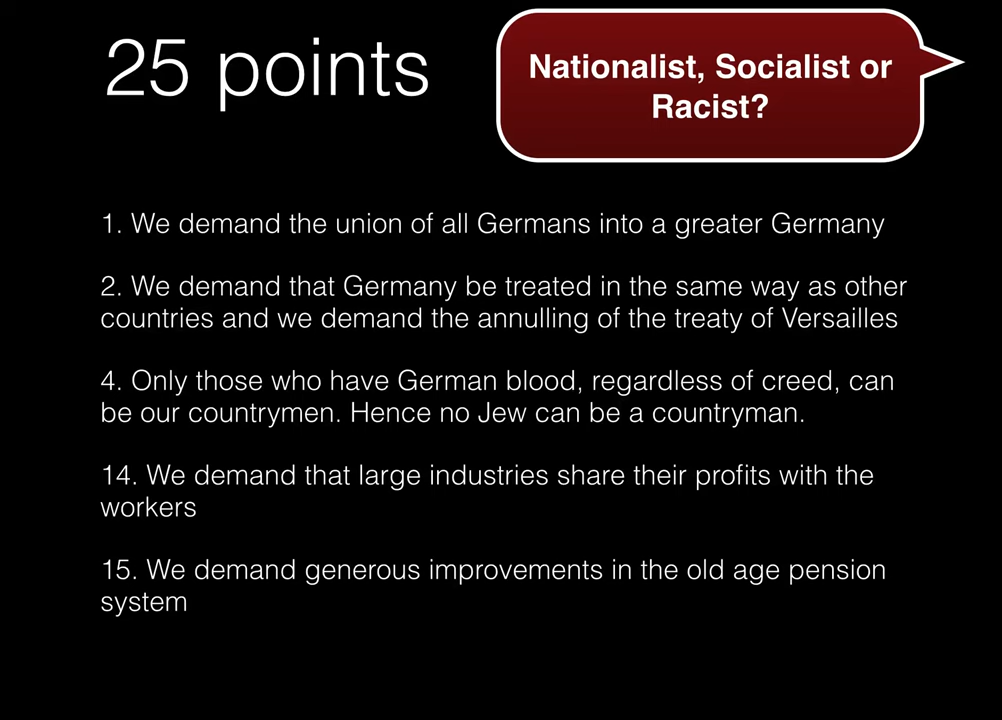 25 points
Nationalist, Socialist or
Racist?
1. We demand the union of all Germans into a greater Germany
2. We demand that Germany be treated in the same way as other
countries and we demand the annulling of the treaty of Versailles
4. Only those who have German blood, regardless of creed, can
be our countrymen. Hence no Jew can be a countryman.
14. We demand that large industries share their profits with the
workers
15. We demand generous improvements in the old age pension
system